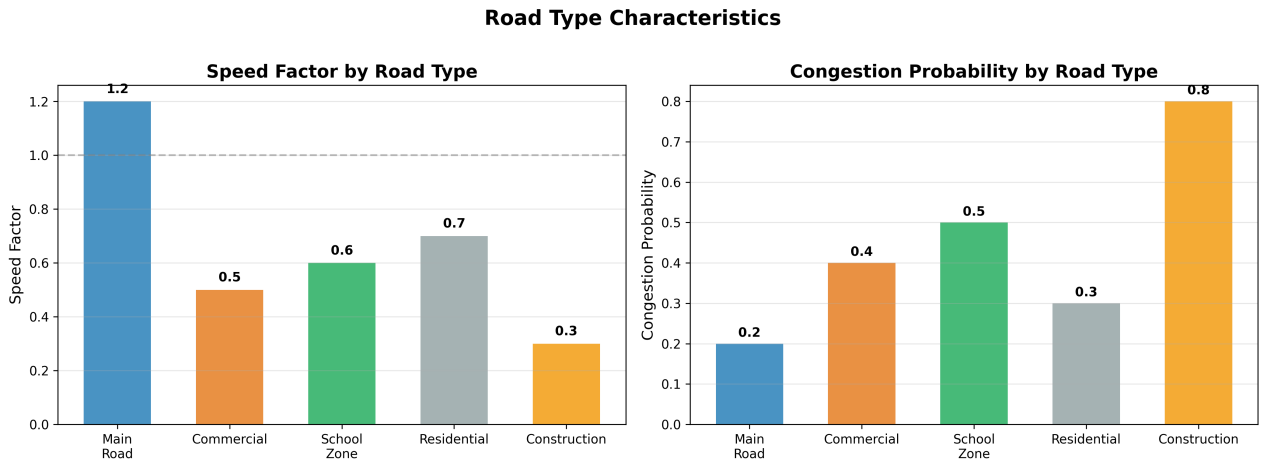 Road Type Characteristics
Speed Factor by Road Type
Speed Factor
1.2
1.0
0.8
0.6
0.4
0.2
0.0
1.2
0.5
0.6
0.7
0.3
Main
Road
Commercial
School
Zone
Residential
Construction
Congestion Probability by Road Type
Congestion Probability
0.8
0.7
0.6
0.5
0.4
0.3
0.2
0.1
0.0
0.2
0.4
0.5
0.3
0.8
Main
Road
Commercial
School
Zone
Residential
Construction